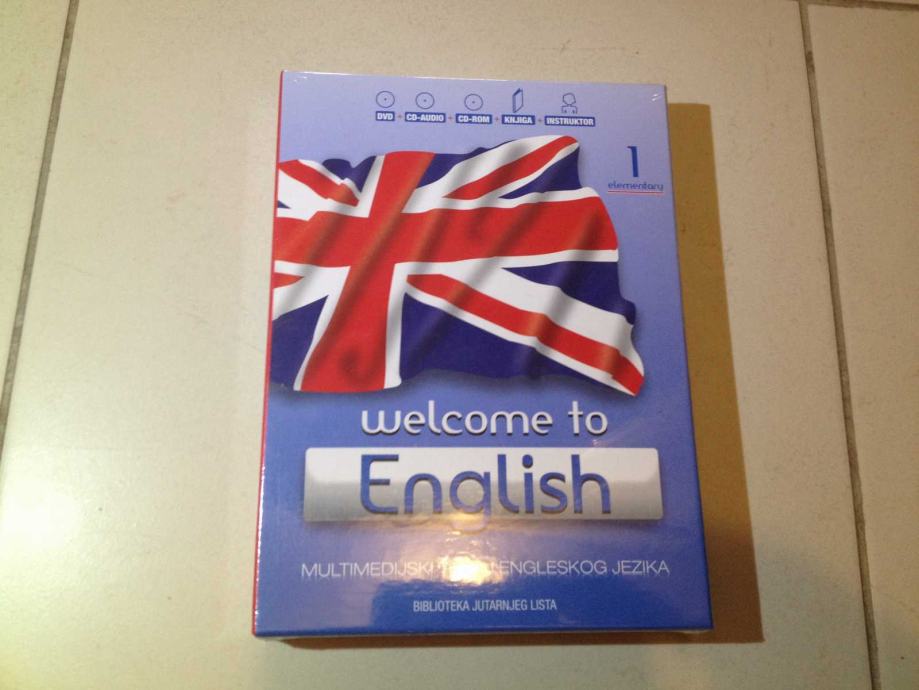 DVD + CD-AUDIO + CD-ROM + KNJIGA + INSTRUKTOR
1
elementary
welcome to
English
MULTIMEDIJSKI ENGLESKOG JEZIKA
BIBLIOTEKA JUTARNJEG LISTA